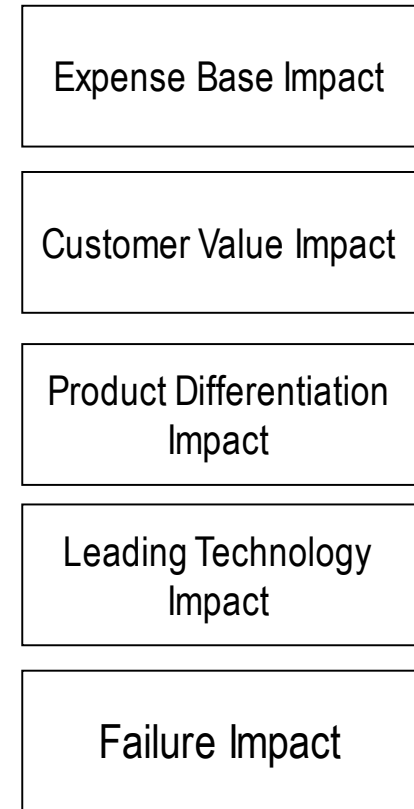 Expense Base Impact
Customer Value Impact
Product Differentiation
Impact
Leading Technology
Impact
Failure Impact